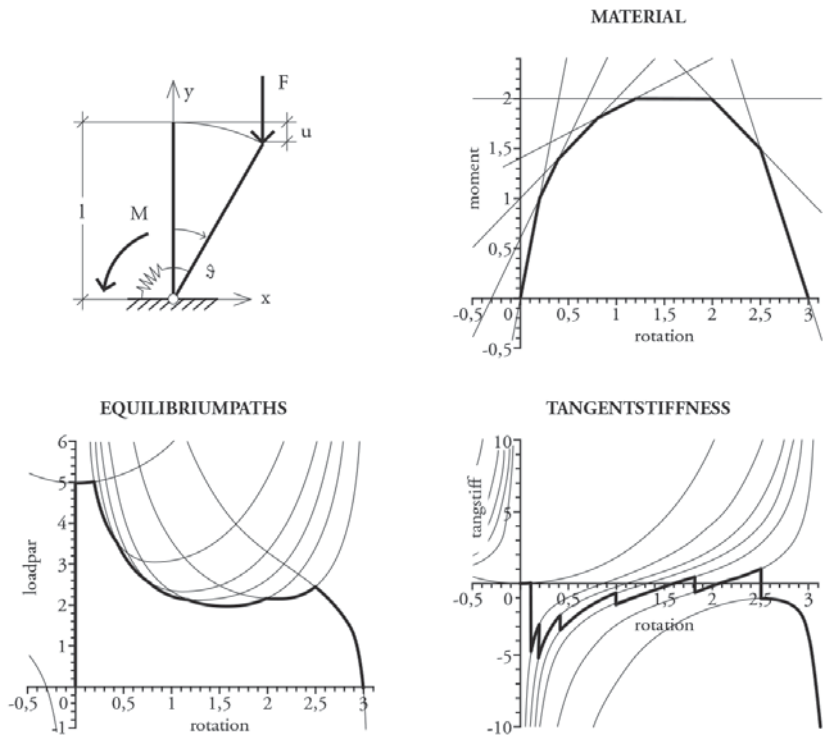 MATERIAL
y
F
u
l
M
ϑ
x
moment
2
1,5
1
0,5
-0,5 0 0,5 1 1,5 2 2,5 3
-0,5
rotation
EQUILIBRIUMPATHS
loadpar
6
5
4
3
2
1
-0,5 0 0,5 1 1,5 2 2,5 3
-1
rotation
TANGENTSTIFFNESS
tangstiff
10
5
-0,5 0 0,5 1 1,5 2 2,5 3
rotation
-5
-10